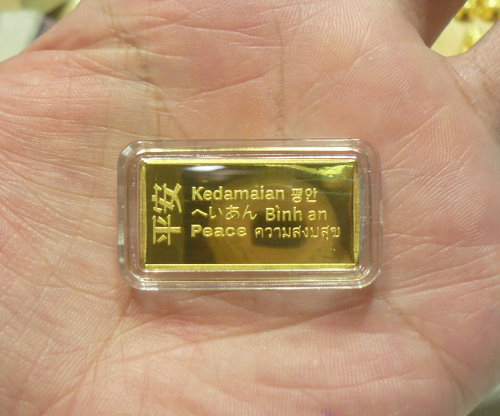 平安
Kedamaian 평안
へいあん Bình an
Peace ความสงบสุข